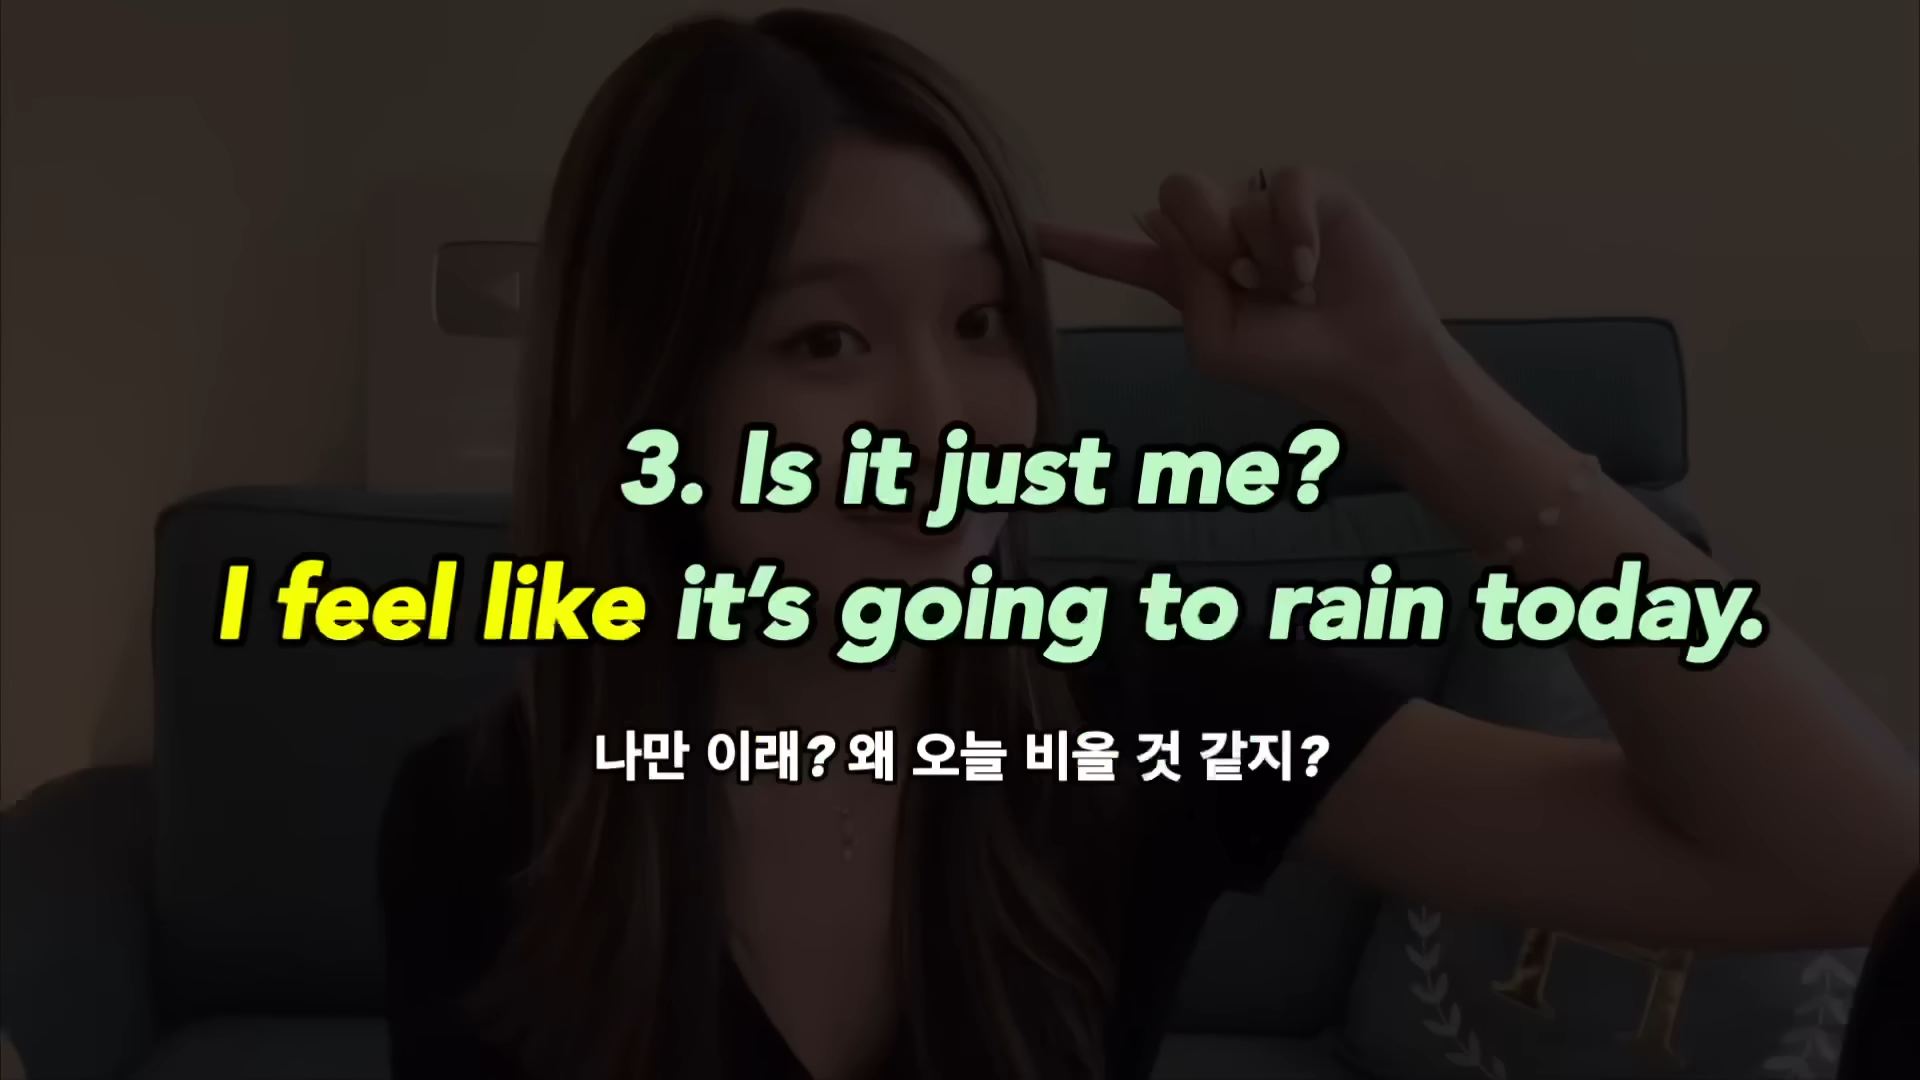 3. Is it just me?
I feel like it's going to rain today.
나만 이래? 왜 오늘 비올 것 같지?